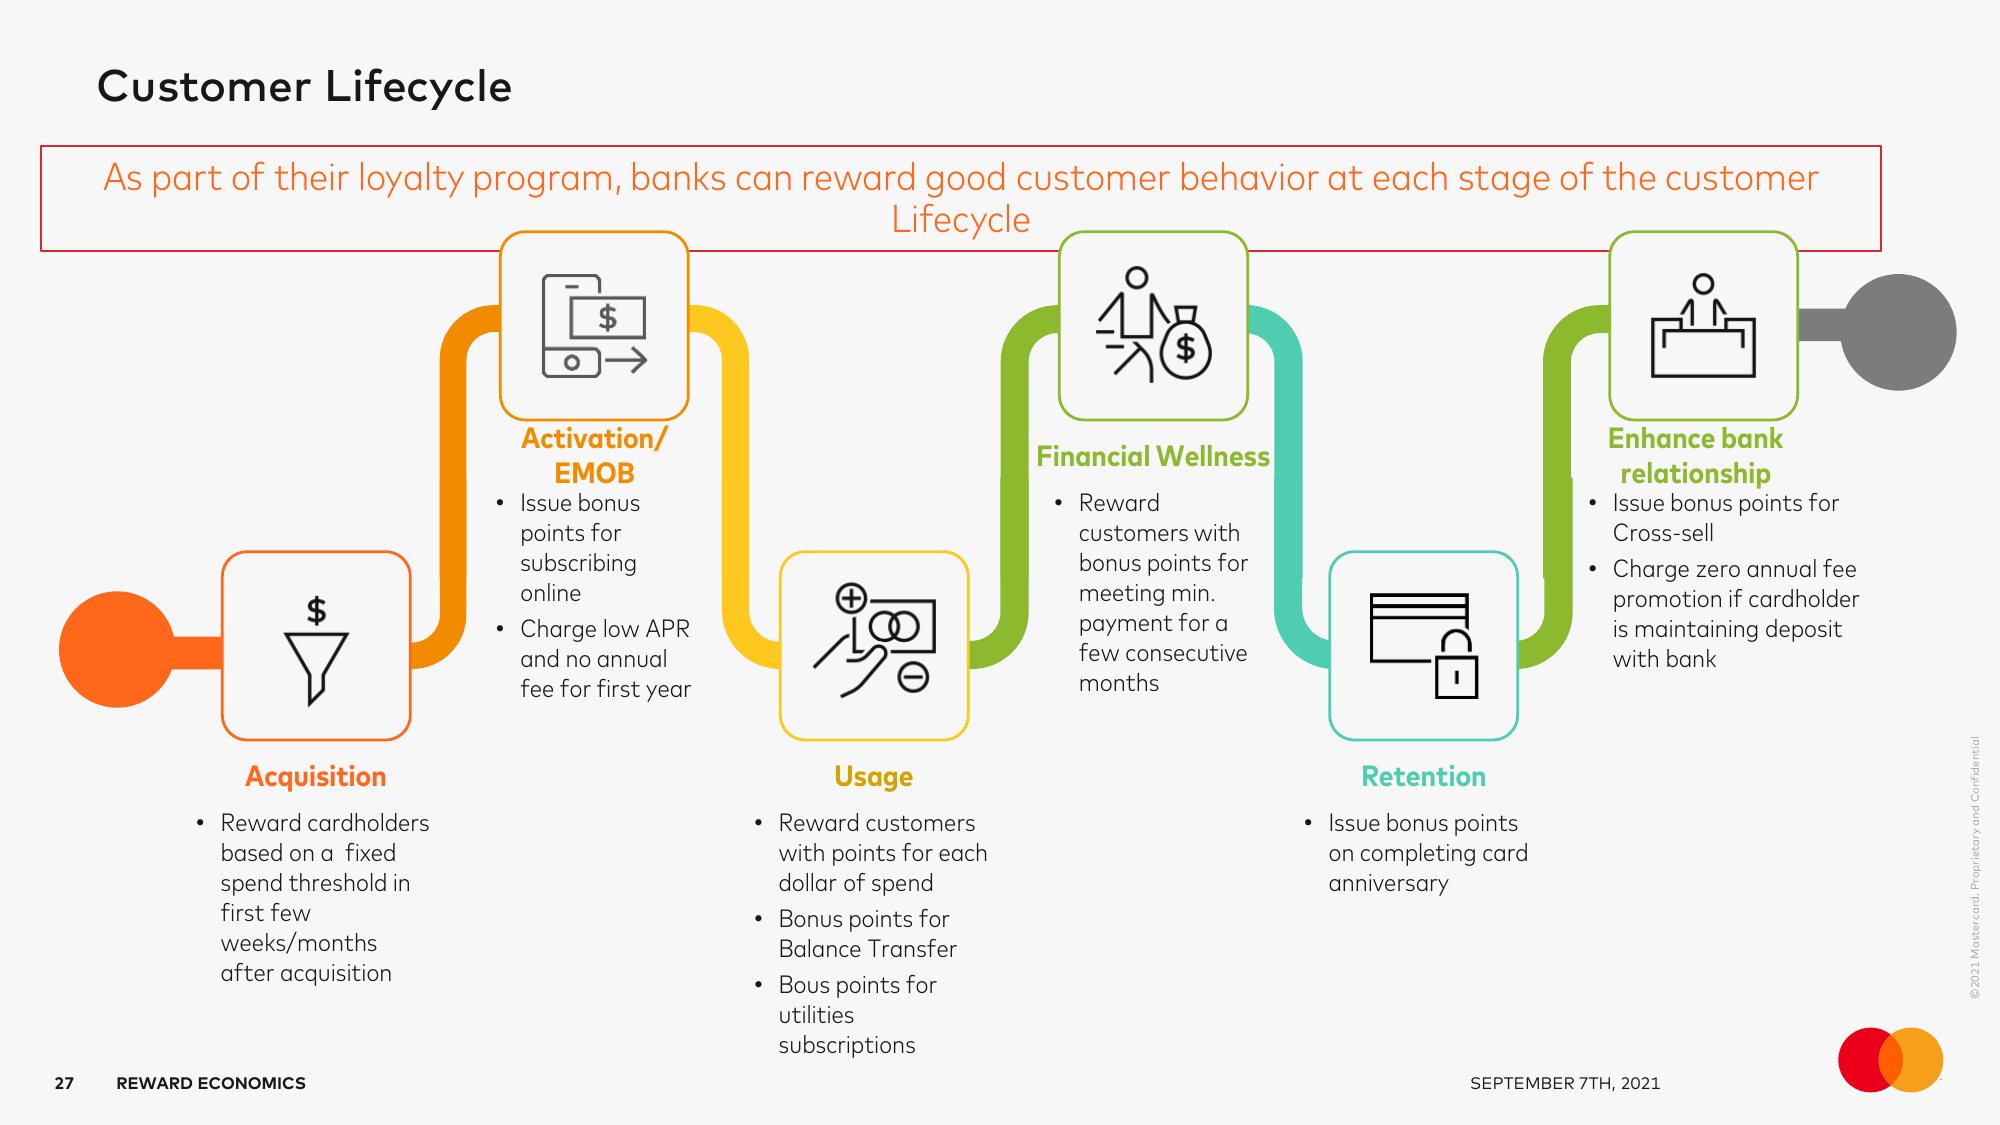 Customer Lifecycle
As part of their loyalty program, banks can reward good customer behavior at each stage of the customer
Lifecycle
$
$
$
Activation/
EMOB
• Issue bonus
points for
subscribing
online
• Charge low APR
and no annual
fee for first year
Financial Wellness
• Reward
customers with
bonus points for
meeting min.
payment for a
few consecutive
months
Enhance bank
relationship
• Issue bonus points for
Cross-sell
• Charge zero annual fee
promotion if cardholder
is maintaining deposit
with bank
Acquisition
• Reward cardholders
based on a  fixed
spend threshold in
first few
weeks/months
after acquisition
Usage
• Reward customers
with points for each
dollar of spend
• Bonus points for
Balance Transfer
• Bous points for
utilities
subscriptions
Retention
• Issue bonus points
on completing card
anniversary
©2021 Mastercard. Proprietary and Confidential
27
REWARD ECONOMICS
SEPTEMBER 7TH, 2021